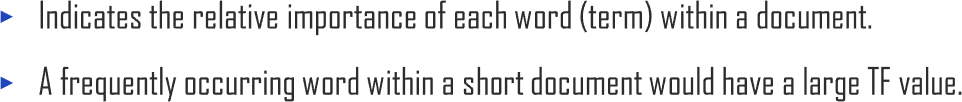 ▸ Indicates the relative importance of each word (term) within a document.
▸ A frequently occurring word within a short document would have a large TF value.